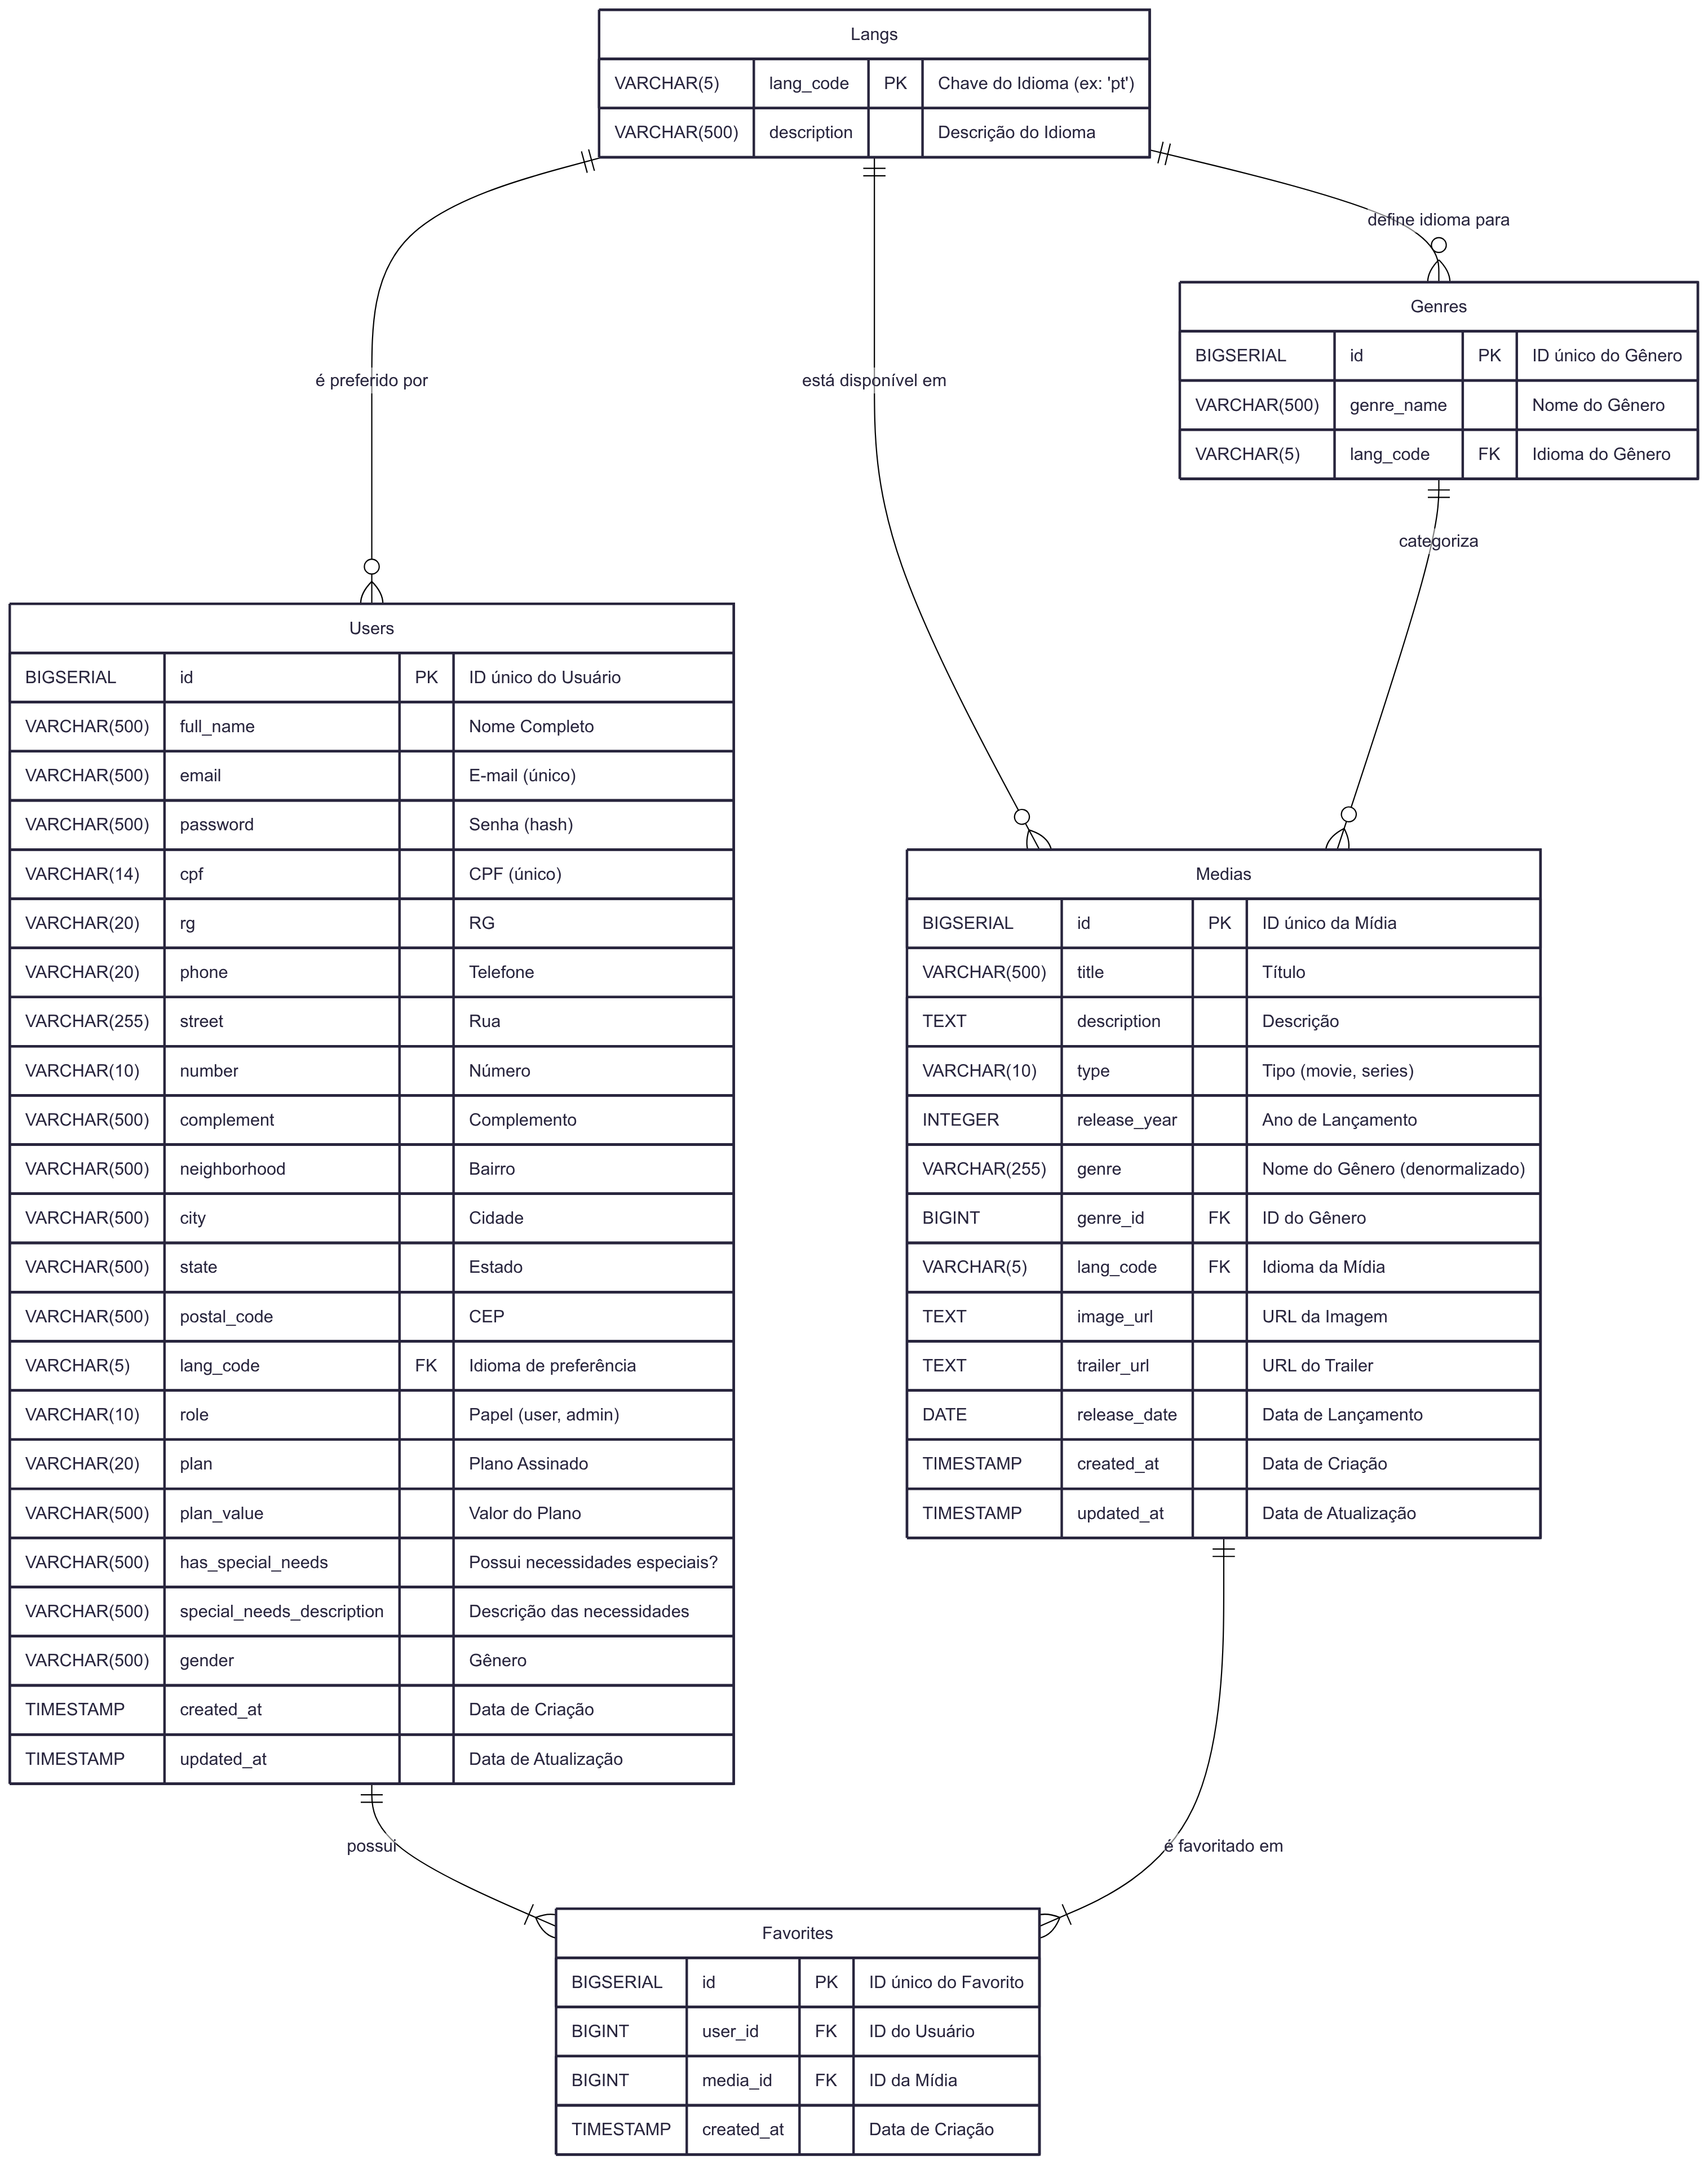 Langs
VARCHAR(5) lang_code PK Chave do Idioma (ex: 'pt')
VARCHAR(500) description Descrição do Idioma
define idioma para
Genres
BIGSERIAL id PK ID único do Gênero
VARCHAR(500) genre_name Nome do Gênero
VARCHAR(5) lang_code FK Idioma do Gênero
é preferido por
está disponível em
categoriza
Users
BIGSERIAL id PK ID único do Usuário
VARCHAR(500) full_name Nome Completo
VARCHAR(500) email E-mail (único)
VARCHAR(500) password Senha (hash)
VARCHAR(14) cpf CPF (único)
VARCHAR(20) rg RG
VARCHAR(20) phone Telefone
VARCHAR(255) street Rua
VARCHAR(10) number Número
VARCHAR(500) complement Complemento
VARCHAR(500) neighborhood Bairro
VARCHAR(500) city Cidade
VARCHAR(500) state Estado
VARCHAR(500) postal_code CEP
VARCHAR(5) lang_code FK Idioma de preferência
VARCHAR(10) role Papel (user, admin)
VARCHAR(20) plan Plano Assinado
VARCHAR(500) plan_value Valor do Plano
VARCHAR(500) has_special_needs Possui necessidades especiais?
VARCHAR(500) special_needs_description Descrição das necessidades
VARCHAR(500) gender Gênero
TIMESTAMP created_at Data de Criação
TIMESTAMP updated_at Data de Atualização
Medias
BIGSERIAL id PK ID único da Mídia
VARCHAR(500) title Título
TEXT description Descrição
VARCHAR(10) type Tipo (movie, series)
INTEGER release_year Ano de Lançamento
VARCHAR(255) genre Nome do Gênero (denormalizado)
BIGINT genre_id FK ID do Gênero
VARCHAR(5) lang_code FK Idioma da Mídia
TEXT image_url URL da Imagem
TEXT trailer_url URL do Trailer
DATE release_date Data de Lançamento
TIMESTAMP created_at Data de Criação
TIMESTAMP updated_at Data de Atualização
possui
é favoritado em
Favorites
BIGSERIAL id PK ID único do Favorito
BIGINT user_id FK ID do Usuário
BIGINT media_id FK ID da Mídia
TIMESTAMP created_at Data de Criação